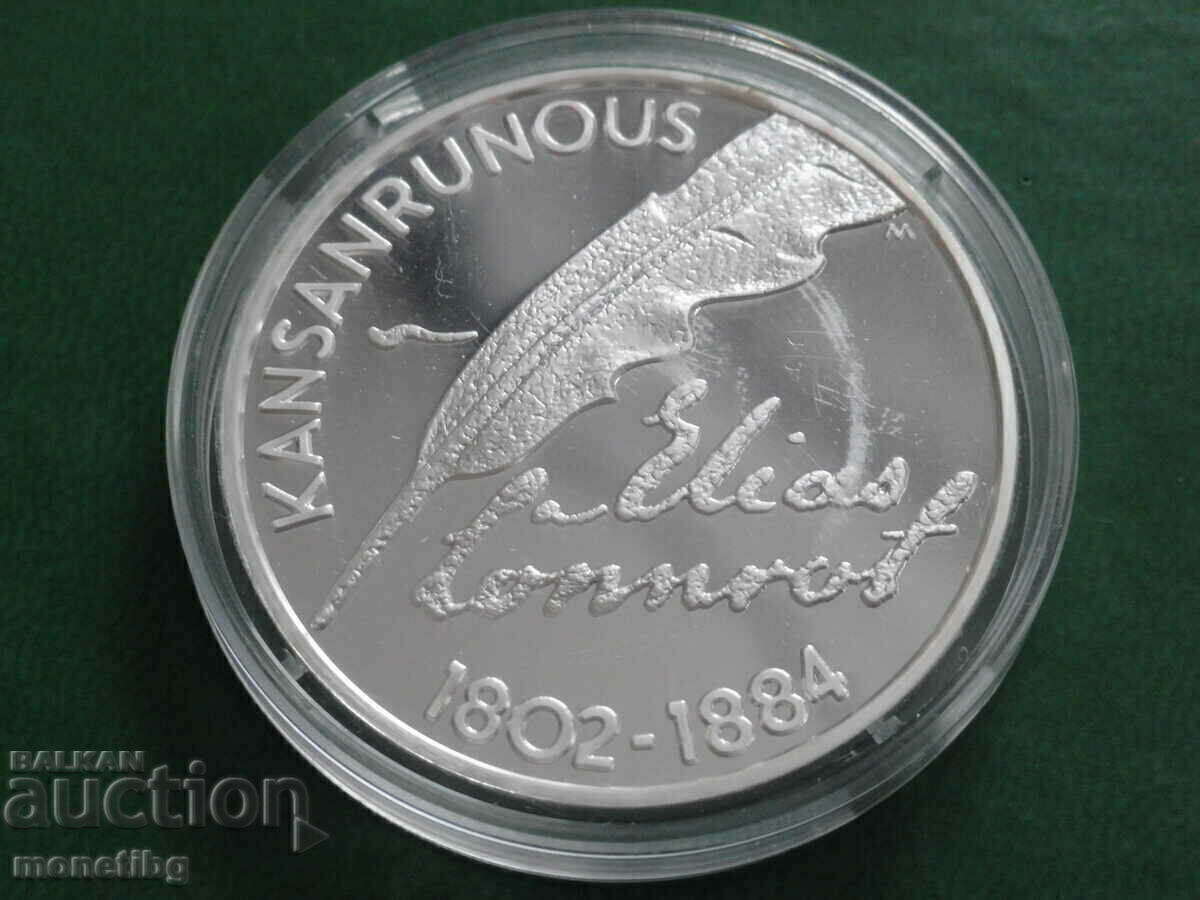 KANSANRUNOUS
M
Elias
Lönnrot
1802-1884
BALKAN
auction
monetibg